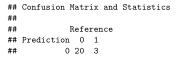 ## Confusion Matrix and Statistics
##
##           Reference
## Prediction  0  1
##          0 20  3